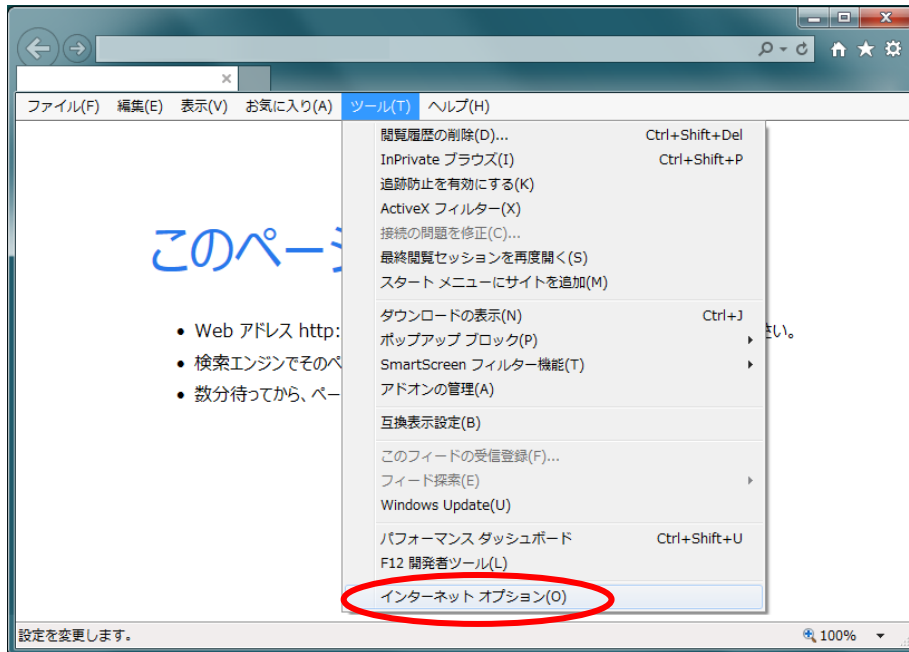 ファイル(F) 編集(E) 表示(V) お気に入り(A) ツール(T) ヘルプ(H)
閲覧履歴の削除(D)... Ctrl+Shift+Del
InPrivate ブラウズ(I) Ctrl+Shift+P
追跡防止を有効にする(K)
ActiveX フィルター(X)
接続の問題を修正(C)...
最終閲覧セッションを再度開く(S)
スタート メニューにサイトを追加(M)
ダウンロードの表示(N) Ctrl+J
ポップアップ ブロック(P)
SmartScreen フィルター機能(T)
アドオンの管理(A)
互換表示設定(B)
このフィードの受信登録(F)...
フィード探索(E)
Windows Update(U)
パフォーマンス ダッシュボード Ctrl+Shift+U
F12 開発者ツール(L)
インターネット オプション(O)
このペー
• Web アドレス http: さい。
• 検索エンジンでそのペ
• 数分待ってから、ペー
設定を変更します。 100%